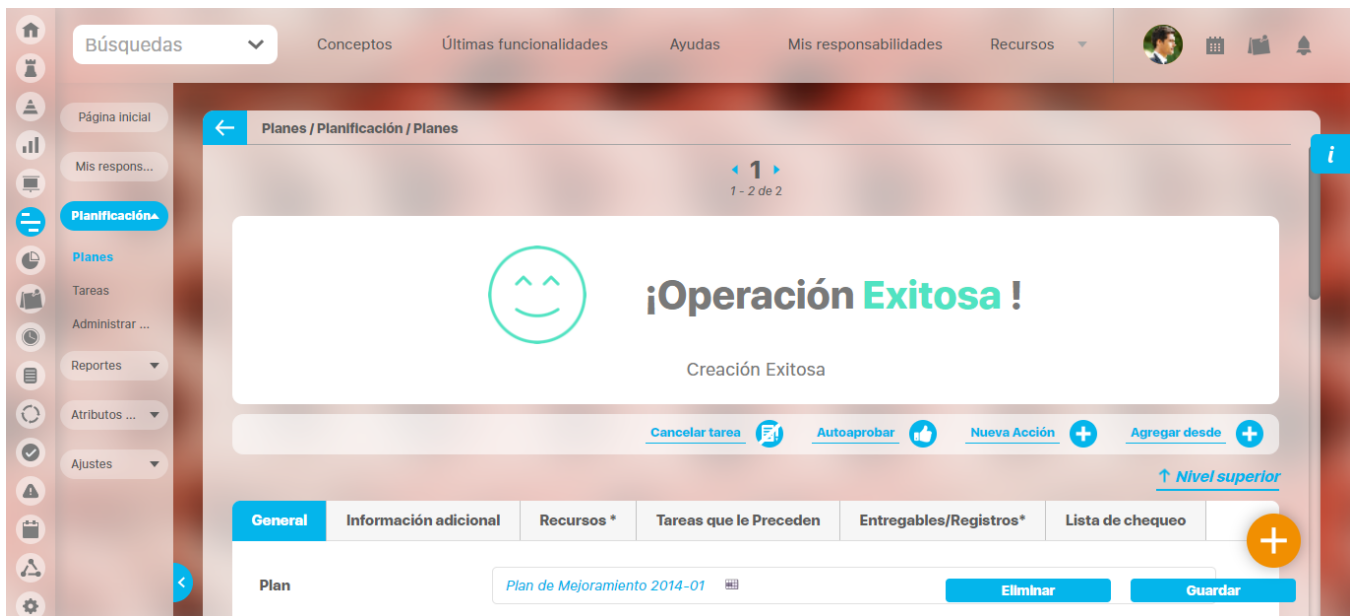 Búsquedas
Conceptos
Últimas funcionalidades
Ayudas
Mis responsabilidades
Recursos
Página inicial
Mis respons...
Planificación
Planes
Tareas
Administrar ...
Reportes
Atributos ...
Ajustes
Planes / Planificación / Planes
i
1
1 - 2 de 2
¡Operación Exitosa !
Creación Exitosa
Cancelar tarea
Autoaprobar
Nueva Acción
Agregar desde
↑ Nivel superior
General
Información adicional
Recursos *
Tareas que le Preceden
Entregables/Registros*
Lista de chequeo
Plan
Plan de Mejoramiento 2014-01
Eliminar
Guardar